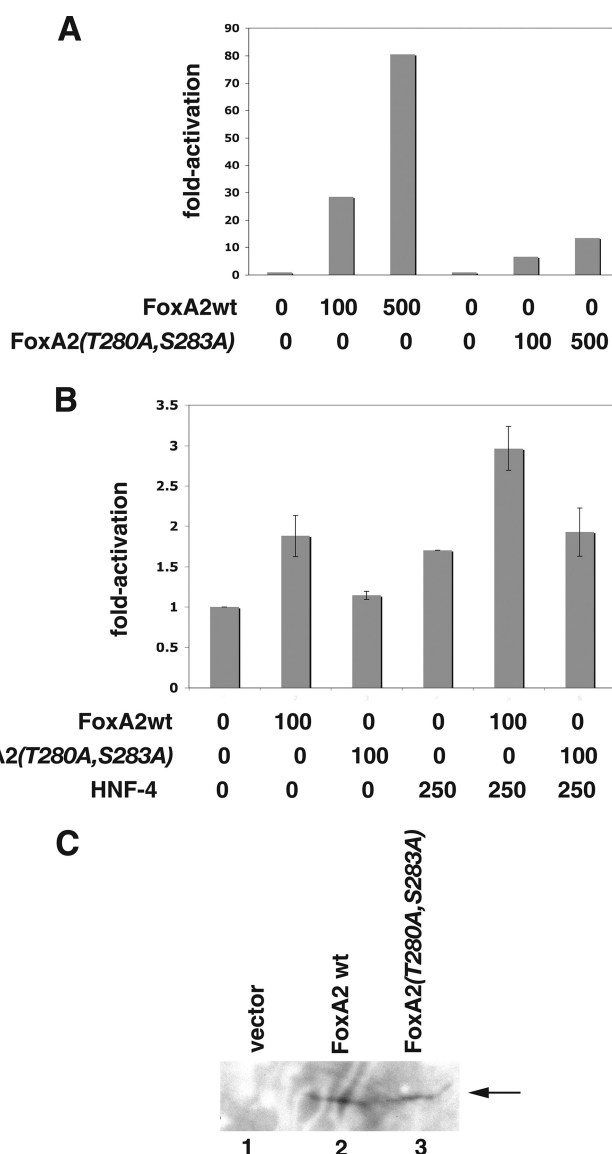 A
fold-activation
90
80
70
60
50
40
30
20
10
0
FoxA2wt 0 100 500 0 0 0
FoxA2(T280A,S283A) 0 0 0 0 100 500
B
fold-activation
3.5
3
2.5
2
1.5
1
0.5
0
FoxA2wt 0 100 0 0 100 0
A2(T280A,S283A) 0 0 100 0 0 100
HNF-4 0 0 0 250 250 250
C
vector
FoxA2 wt
FoxA2(T280A,S283A)
1 2 3